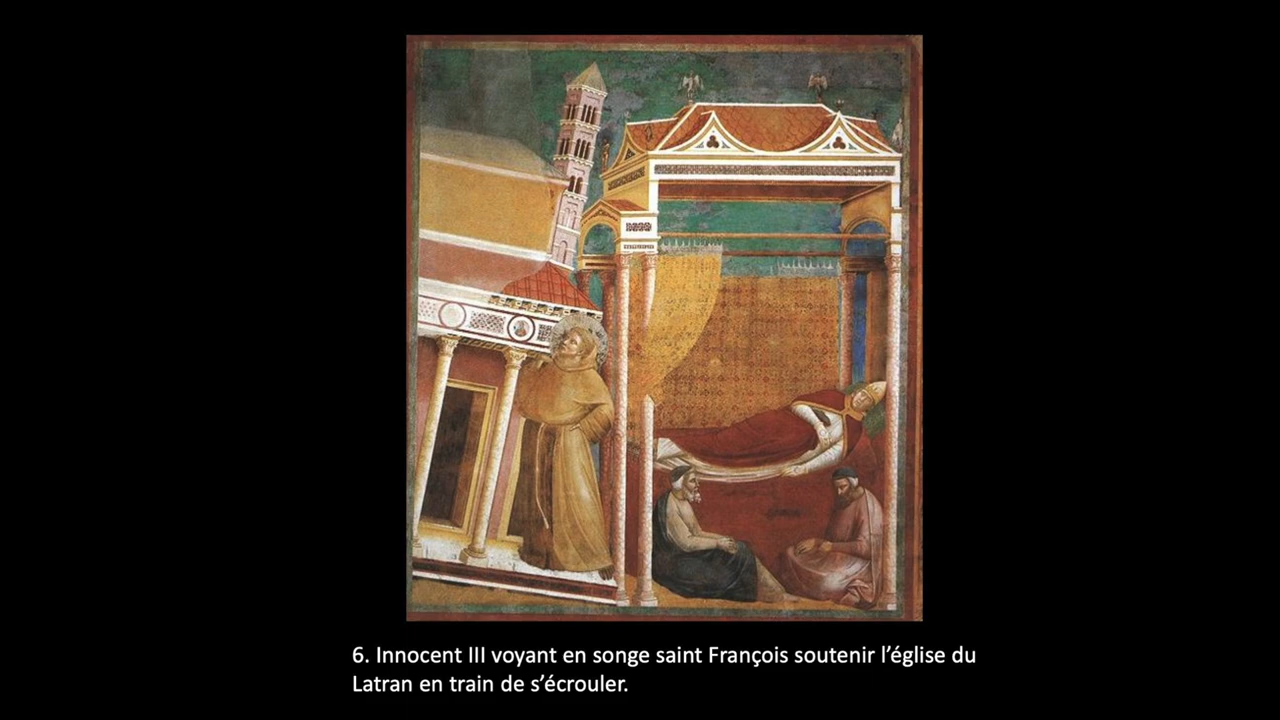 6. Innocent III voyant en songe saint François soutenir l’église du
Latran en train de s’écrouler.